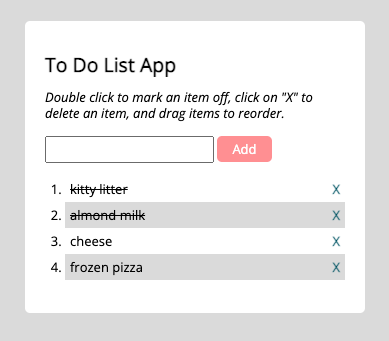 To Do List App
Double click to mark an item off, click on "X" to
delete an item, and drag items to reorder.
Add
1. kitty litter X
2. almond milk X
3. cheese X
4. frozen pizza X